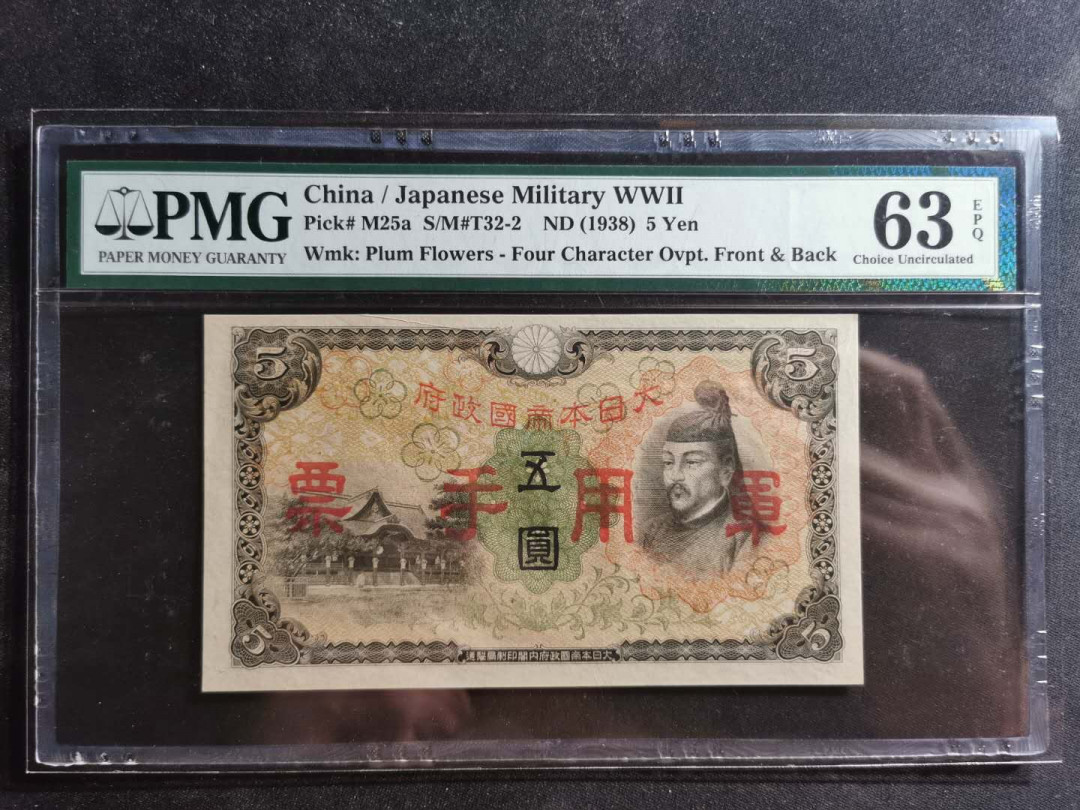 PMG
PAPER MONEY GUARANTY
China / Japanese Military WWII
Pick# M25a S/M#T32-2 ND (1938) 5 Yen
Wmk: Plum Flowers - Four Character Ovpt. Front & Back
63
EPQ
Choice Uncirculated
5
5
府政國帝本日大
票手用軍
五
圓
5
5
造製局刷印閣內府政國帝本日大